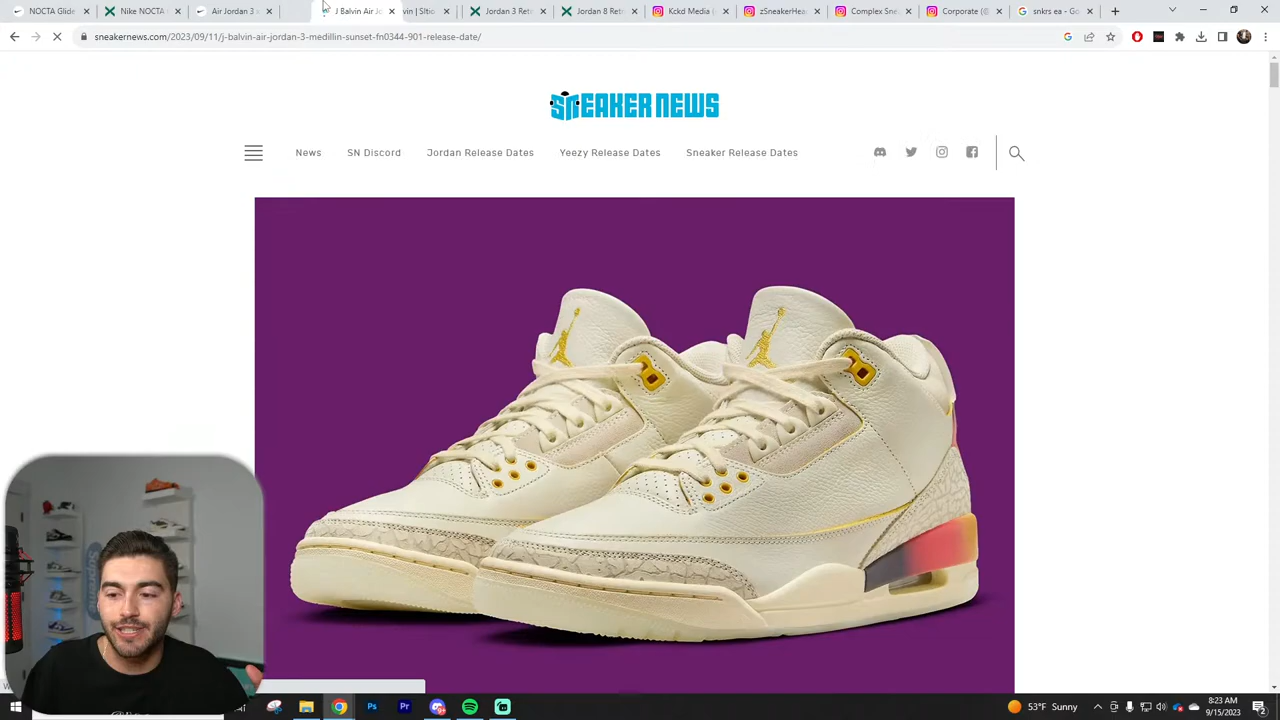 NOCTA Glide
Nike NOCTA
Air Jordan 3
J Balvin Air Jo
vin | Sitio
Jordan 3 Retr
Jordan 8 Retr
Kckd Media (
zSneakerHea
Complex Sne
Corporate (@
snkrs ea - Go
sneakernews.com/2023/09/11/j-balvin-air-jordan-3-medillin-sunset-fn0344-901-release-date/
SNEAKER NEWS
News
SN Discord
Jordan Release Dates
Yeezy Release Dates
Sneaker Release Dates
Supreme
53°F Sunny
8:23 AM
9/15/2023